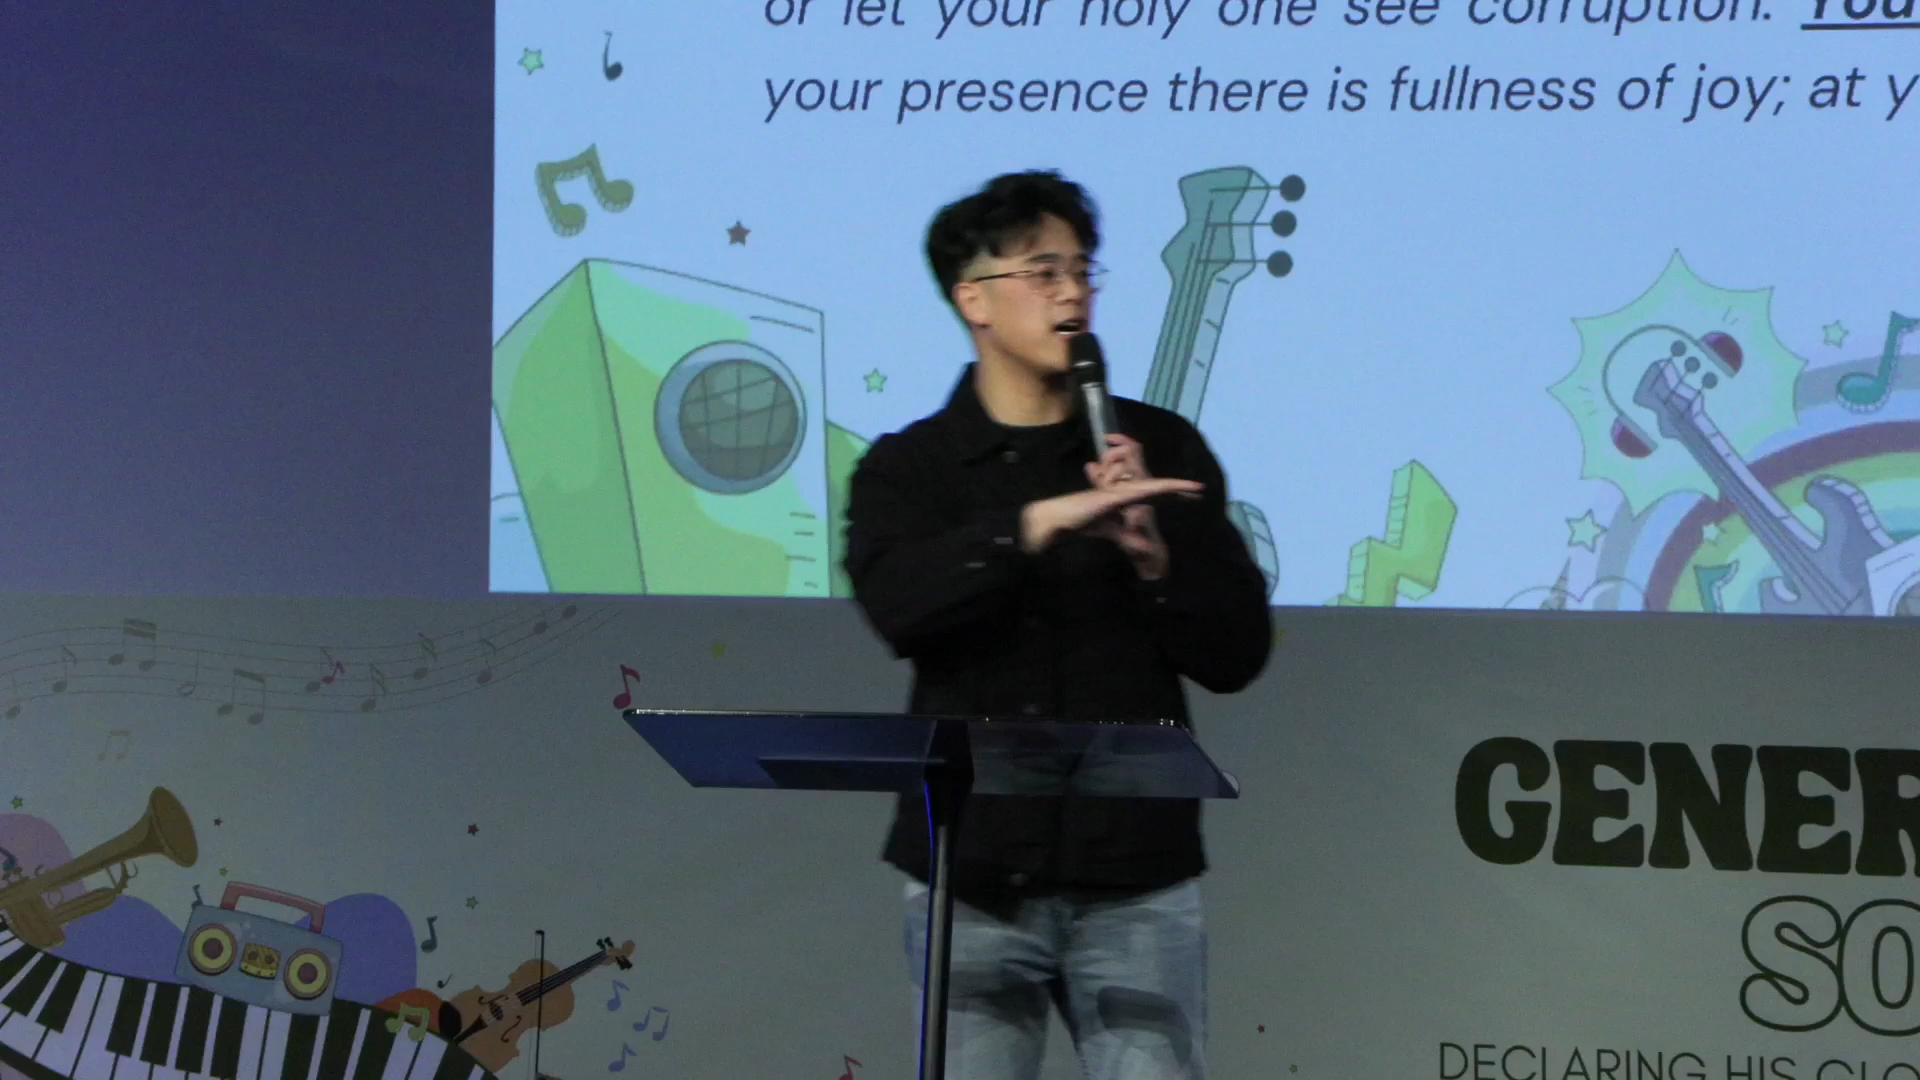 or let your holy one see corruption. You
your presence there is fullness of joy; at y
GENER
SO
DECLARING HIS GLO